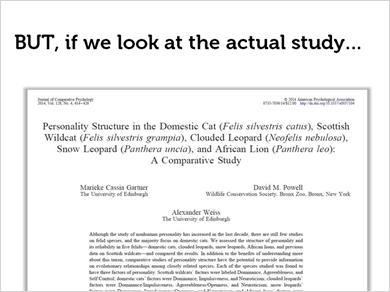 BUT, if we look at the actual study...
Journal of Comparative Psychology
2014, Vol. 128, No. 4, 414–426
© 2014 American Psychological Association
Personality Structure in the Domestic Cat (Felis silvestris catus), Scottish
Wildcat (Felis silvestris grampia), Clouded Leopard (Neofelis nebulosa),
Snow Leopard (Panthera uncia), and African Lion (Panthera leo):
A Comparative Study
Marieke Cassia Gartner
The University of Edinburgh
David M. Powell
Wildlife Conservation Society, Bronx Zoo, Bronx, New York
Alexander Weiss
The University of Edinburgh
Although the study of nonhuman personality has increased in the last decade, there are still few studies
on felid species, and the majority focus on domestic cats. We assessed the structure of personality and
its reliability in five felids—domestic cats, clouded leopards, snow leopards, African lions, and previous
data on Scottish wildcats—and compared the results. In addition to the benefits of understanding more
about this taxon, comparative studies of personality structure have the potential to provide information
on evolutionary relationships among closely related species. Each of the species studied was found to
have three factors of personality. Scottish wildcats' factors were labeled Dominance, Agreeableness, and
Self Control; domestic cats' factors were Dominance, Impulsiveness, and Neuroticism; clouded leopards'
factors were Dominance/Impulsiveness, Agreeableness/Openness, and Neuroticism; snow leopards'